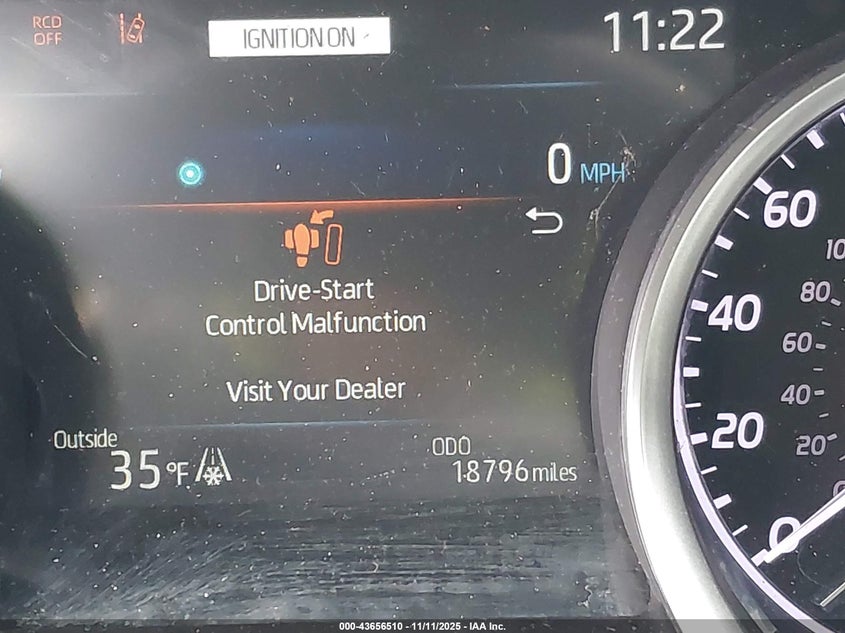 RCD
OFF
IGNITION ON
11:22
0 MPH
Drive-Start
Control Malfunction
Visit Your Dealer
Outside
35°F
ODO
18796 miles
60
40
20
0
80
60
40
20
000-43656510 - 11/11/2025 - IAA Inc.